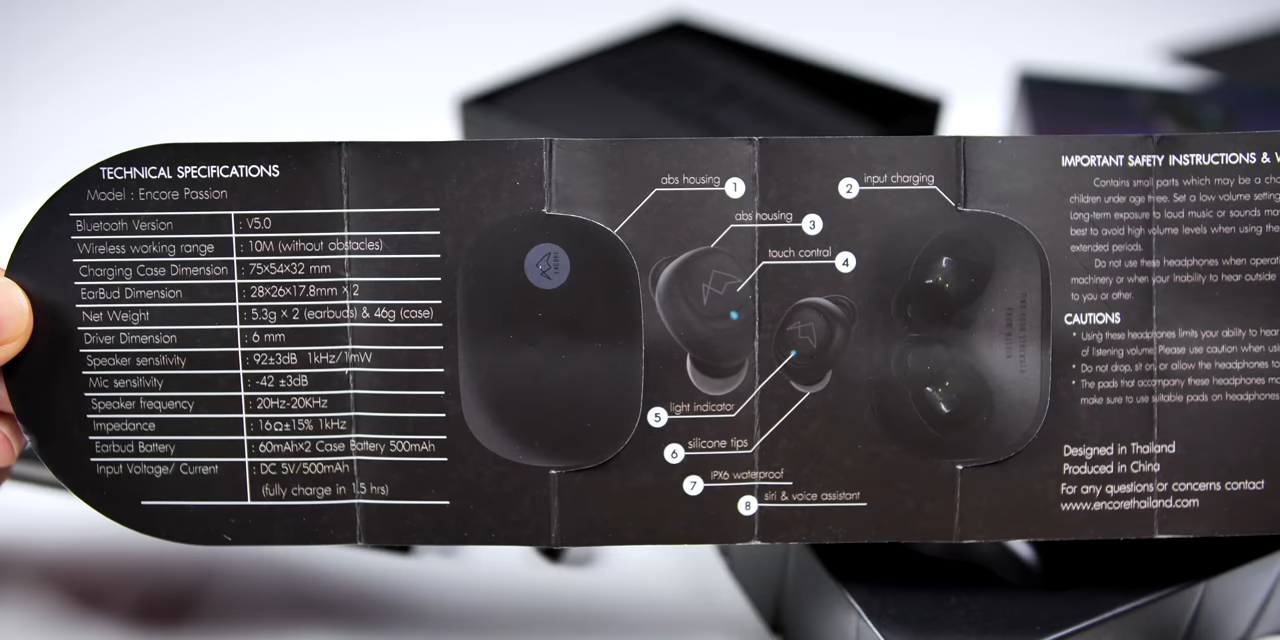 TECHNICAL SPECIFICATIONS
Model : Encore Passion
Bluetooth Version : V5.0
Wireless working range : 10M (without obstacles)
Charging Case Dimension : 75×54×32 mm
EarBud Dimension : 28×26×17.8mm × 2
Net Weight : 5.3g × 2 (earbuds) & 46g (case)
Driver Dimension : 6 mm
Speaker sensitivity : 92±3dB 1kHz/1mW
Mic sensitivity : -42 ±3dB
Speaker frequency : 20Hz-20KHz
Impedance : 16Ω±15% 1kHz
Earbud Battery : 60mAh×2 Case Battery 500mAh
Input Voltage/ Current : DC 5V/500mAh
(fully charge in 1.5 hrs)
ENCORE
abs housing 1
2 input charging
abs housing 3
touch control 4
5 light indicator
6 silicone tips
7 IPX6 waterproof
8 siri & voice assistant
IMPORTANT SAFETY INSTRUCTIONS &
Contains small parts which may be a
children under age three. Set a low volume
Long-term exposure to loud music or sounds
best to avoid high volume levels when using the
extended periods.
Do not use these headphones when
machinery or when your inability to hear outside
to you or other.
CAUTIONS
* Using these headphones limits your ability to
of listening volume. Please use caution when
* Do not drop, sit on, or allow the headphones
* The pads that accompany these headphones
make sure to use suitable pads on headphones
Designed in Thailand
Produced in China
For any questions or concerns contact
www.encorethailand.com